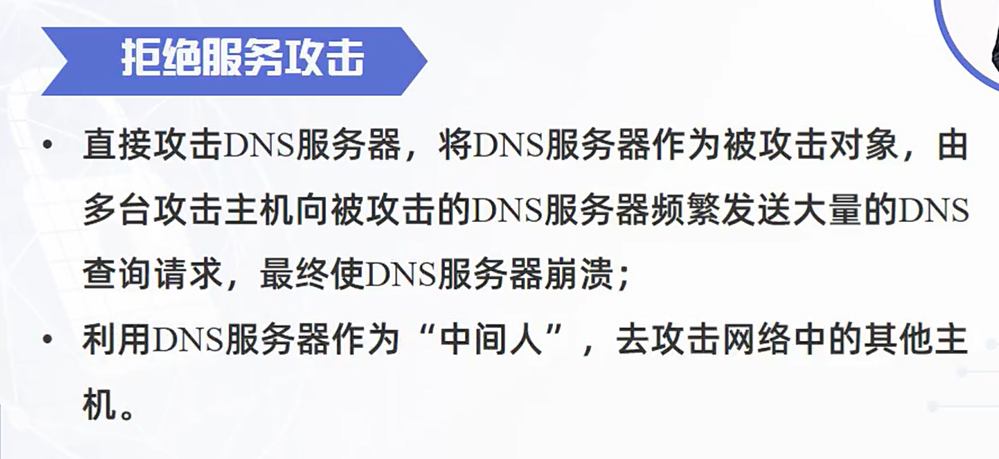 拒绝服务攻击
• 直接攻击DNS服务器，将DNS服务器作为被攻击对象，由
多台攻击主机向被攻击的DNS服务器频繁发送大量的DNS
查询请求，最终使DNS服务器崩溃；
• 利用DNS服务器作为“中间人”，去攻击网络中的其他主
机。